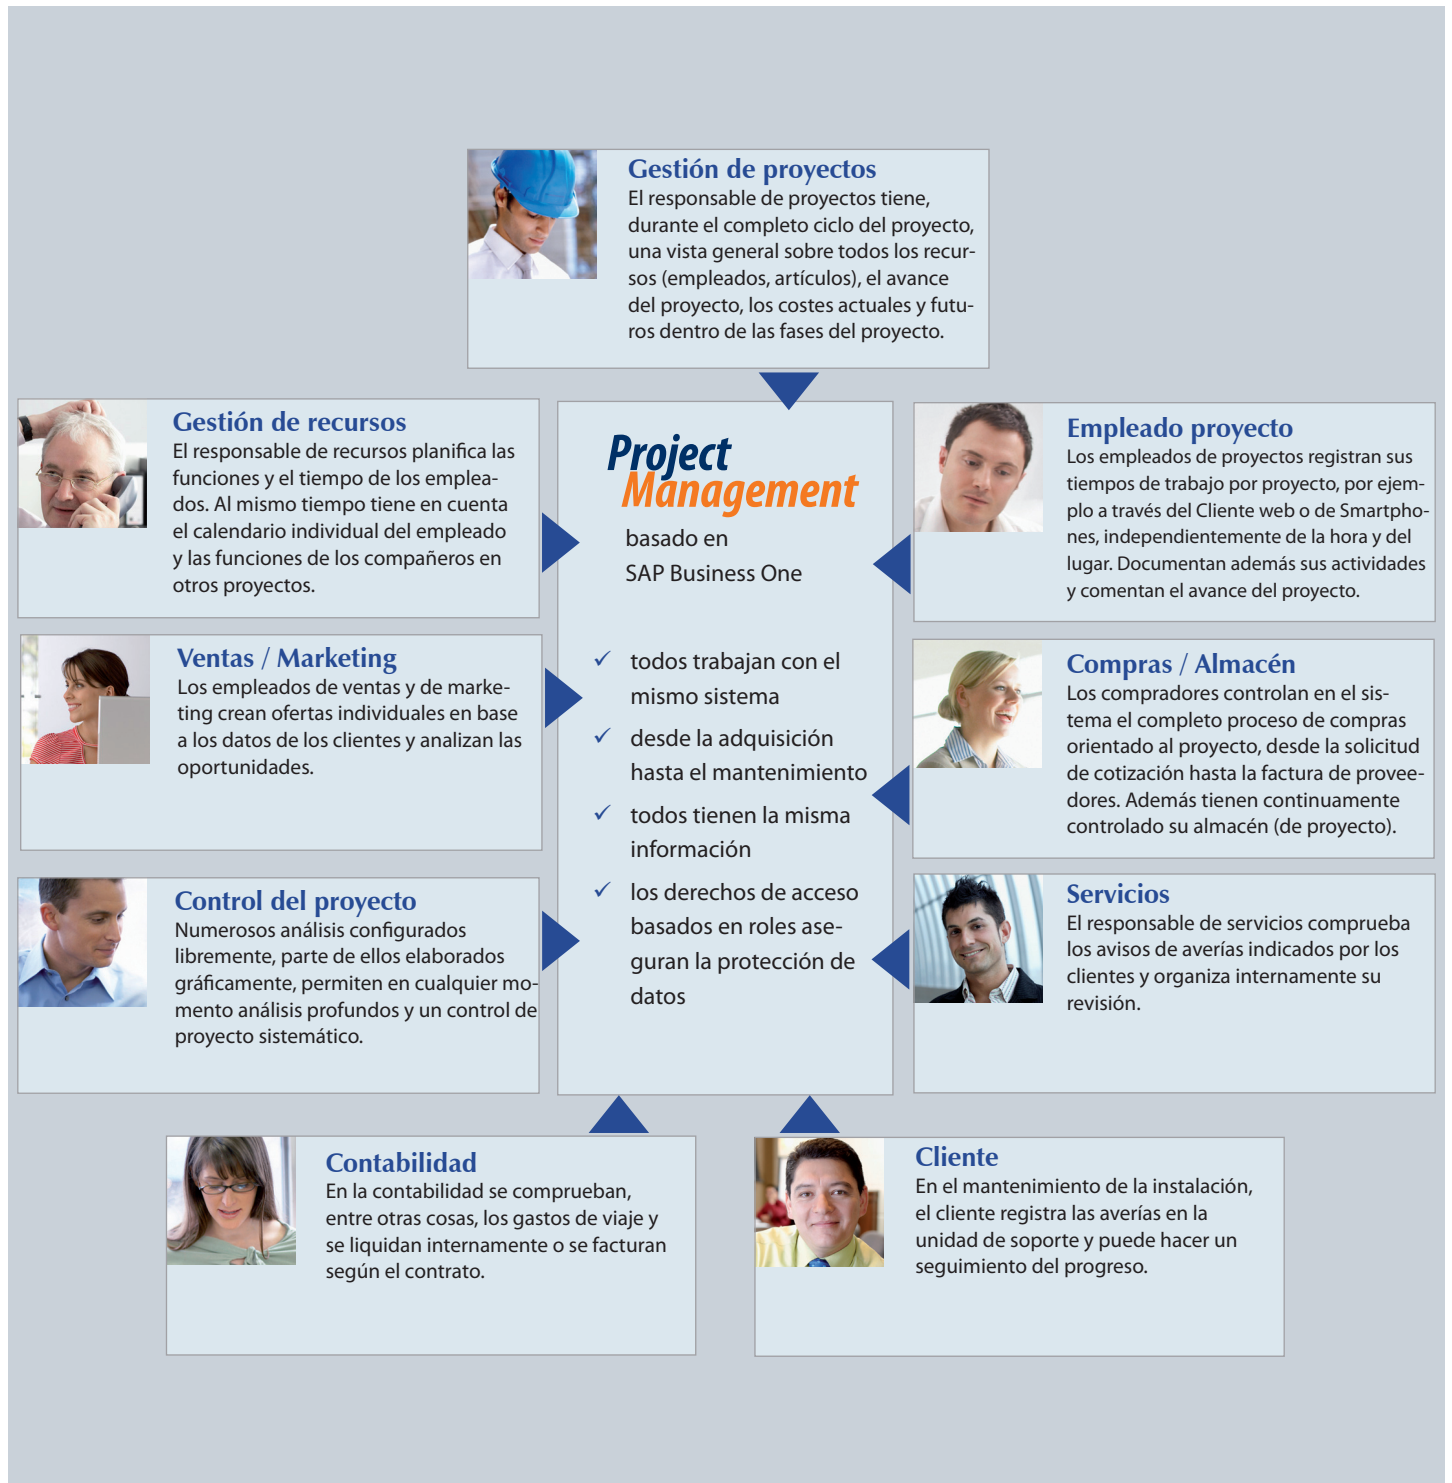 Gestión de proyectos
El responsable de proyectos tiene,
durante el completo ciclo del proyecto,
una vista general sobre todos los recur-
sos (empleados, artículos), el avance
del proyecto, los costes actuales y futu-
ros dentro de las fases del proyecto.
Gestión de recursos
El responsable de recursos planifica las
funciones y el tiempo de los emplea-
dos. Al mismo tiempo tiene en cuenta
el calendario individual del empleado
y las funciones de los compañeros en
otros proyectos.
Ventas / Marketing
Los empleados de ventas y de marke-
ting crean ofertas individuales en base
a los datos de los clientes y analizan las
oportunidades.
Control del proyecto
Numerosos análisis configurados
libremente, parte de ellos elaborados
gráficamente, permiten en cualquier mo-
mento análisis profundos y un control de
proyecto sistemático.
Project
Management
basado en
SAP Business One
✓ todos trabajan con el
mismo sistema
✓ desde la adquisición
hasta el mantenimiento
✓ todos tienen la misma
información
✓ los derechos de acceso
basados en roles ase-
guran la protección de
datos
Empleado proyecto
Los empleados de proyectos registran sus
tiempos de trabajo por proyecto, por ejem-
plo a través del Cliente web o de Smartpho-
nes, independientemente de la hora y del
lugar. Documentan además sus actividades
y comentan el avance del proyecto.
Compras / Almacén
Los compradores controlan en el sis-
tema el completo proceso de compras
orientado al proyecto, desde la solicitud
de cotización hasta la factura de provee-
dores. Además tienen continuamente
controlado su almacén (de proyecto).
Servicios
El responsable de servicios comprueba
los avisos de averías indicados por los
clientes y organiza internamente su
revisión.
Contabilidad
En la contabilidad se comprueban,
entre otras cosas, los gastos de viaje y
se liquidan internamente o se facturan
según el contrato.
Cliente
En el mantenimiento de la instalación,
el cliente registra las averías en la
unidad de soporte y puede hacer un
seguimiento del progreso.